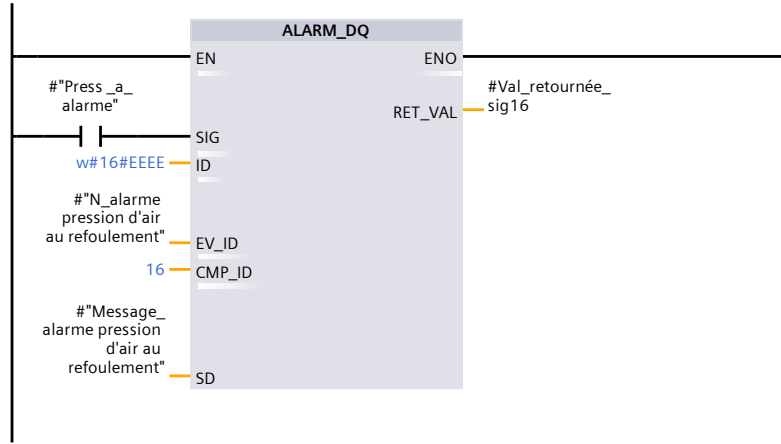 ALARM_DQ
EN
ENO
#"Press _a_
alarme"
#Val_retournée_
sig16
RET_VAL
SIG
w#16#EEEE
ID
#"N_alarme
pression d'air
au refoulement"
EV_ID
16
CMP_ID
#"Message_
alarme pression
d'air au
refoulement"
SD